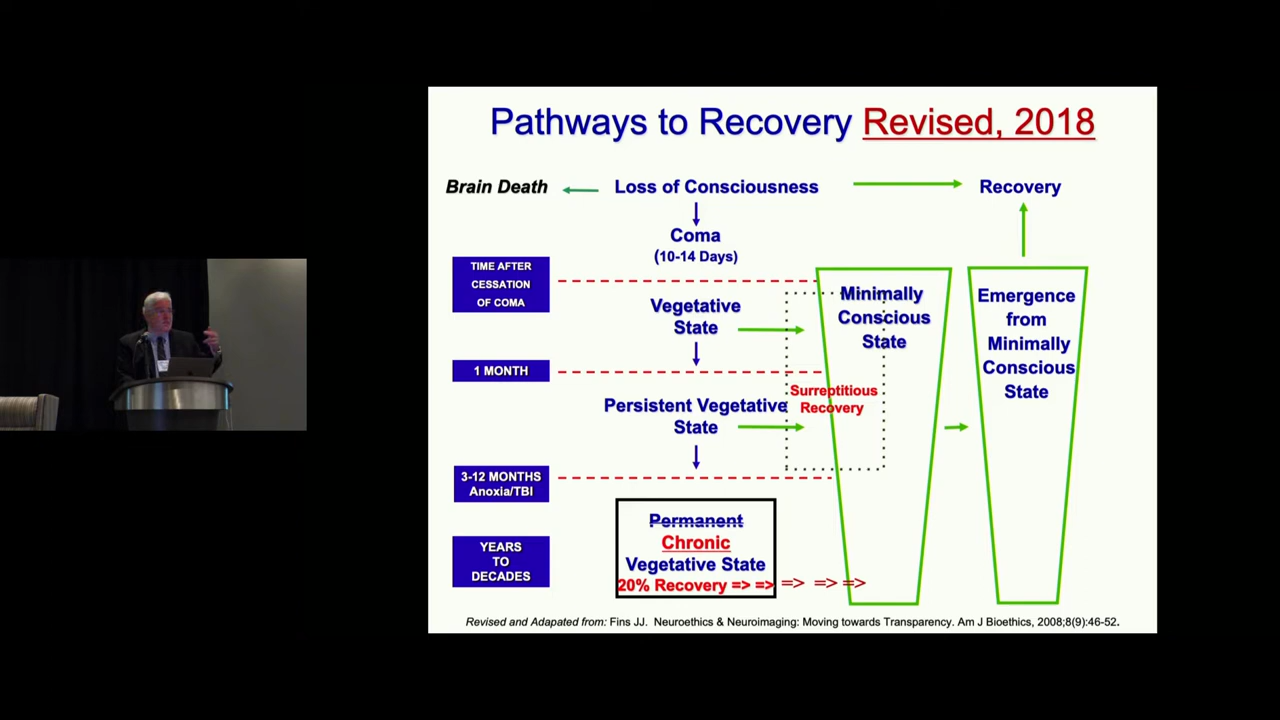 Pathways to Recovery Revised, 2018
Brain Death
Loss of Consciousness
Recovery
Coma
(10-14 Days)
TIME AFTER
CESSATION
OF COMA
Vegetative
State
Minimally
Conscious
State
Emergence
from
Minimally
Conscious
State
1 MONTH
Surreptitious
Recovery
Persistent Vegetative
State
3-12 MONTHS
Anoxia/TBI
Permanent
Chronic
Vegetative State
20% Recovery => => => => =>
YEARS
TO
DECADES
Revised and Adapated from: Fins JJ. Neuroethics & Neuroimaging: Moving towards Transparency. Am J Bioethics, 2008;8(9):46-52.